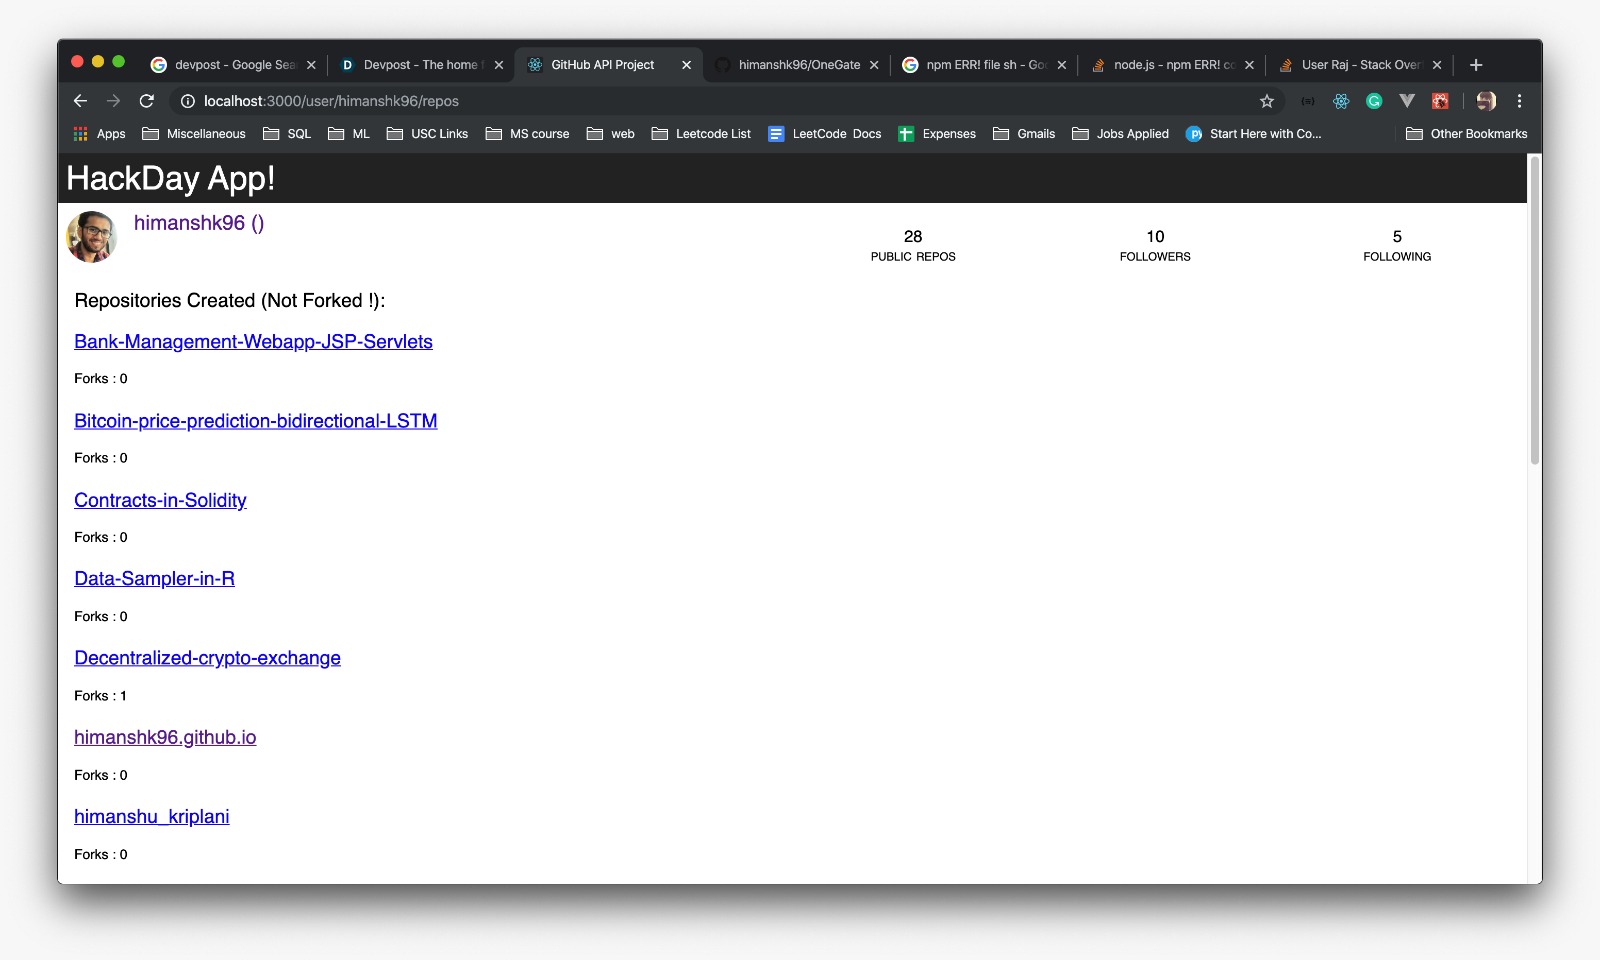 devpost - Google Sea
Devpost - The home f
GitHub API Project
himanshk96/OneGate
npm ERR! file sh - Goo
node.js - npm ERR! co
User Raj - Stack Over
localhost:3000/user/himanshk96/repos
Apps
Miscellaneous
SQL
ML
USC Links
MS course
web
Leetcode List
LeetCode Docs
Expenses
Gmails
Jobs Applied
Start Here with Co...
Other Bookmarks
HackDay App!
himanshk96 ()
28
PUBLIC REPOS
10
FOLLOWERS
5
FOLLOWING
Repositories Created (Not Forked !):
Bank-Management-Webapp-JSP-Servlets
Forks : 0
Bitcoin-price-prediction-bidirectional-LSTM
Forks : 0
Contracts-in-Solidity
Forks : 0
Data-Sampler-in-R
Forks : 0
Decentralized-crypto-exchange
Forks : 1
himanshk96.github.io
Forks : 0
himanshu_kriplani
Forks : 0